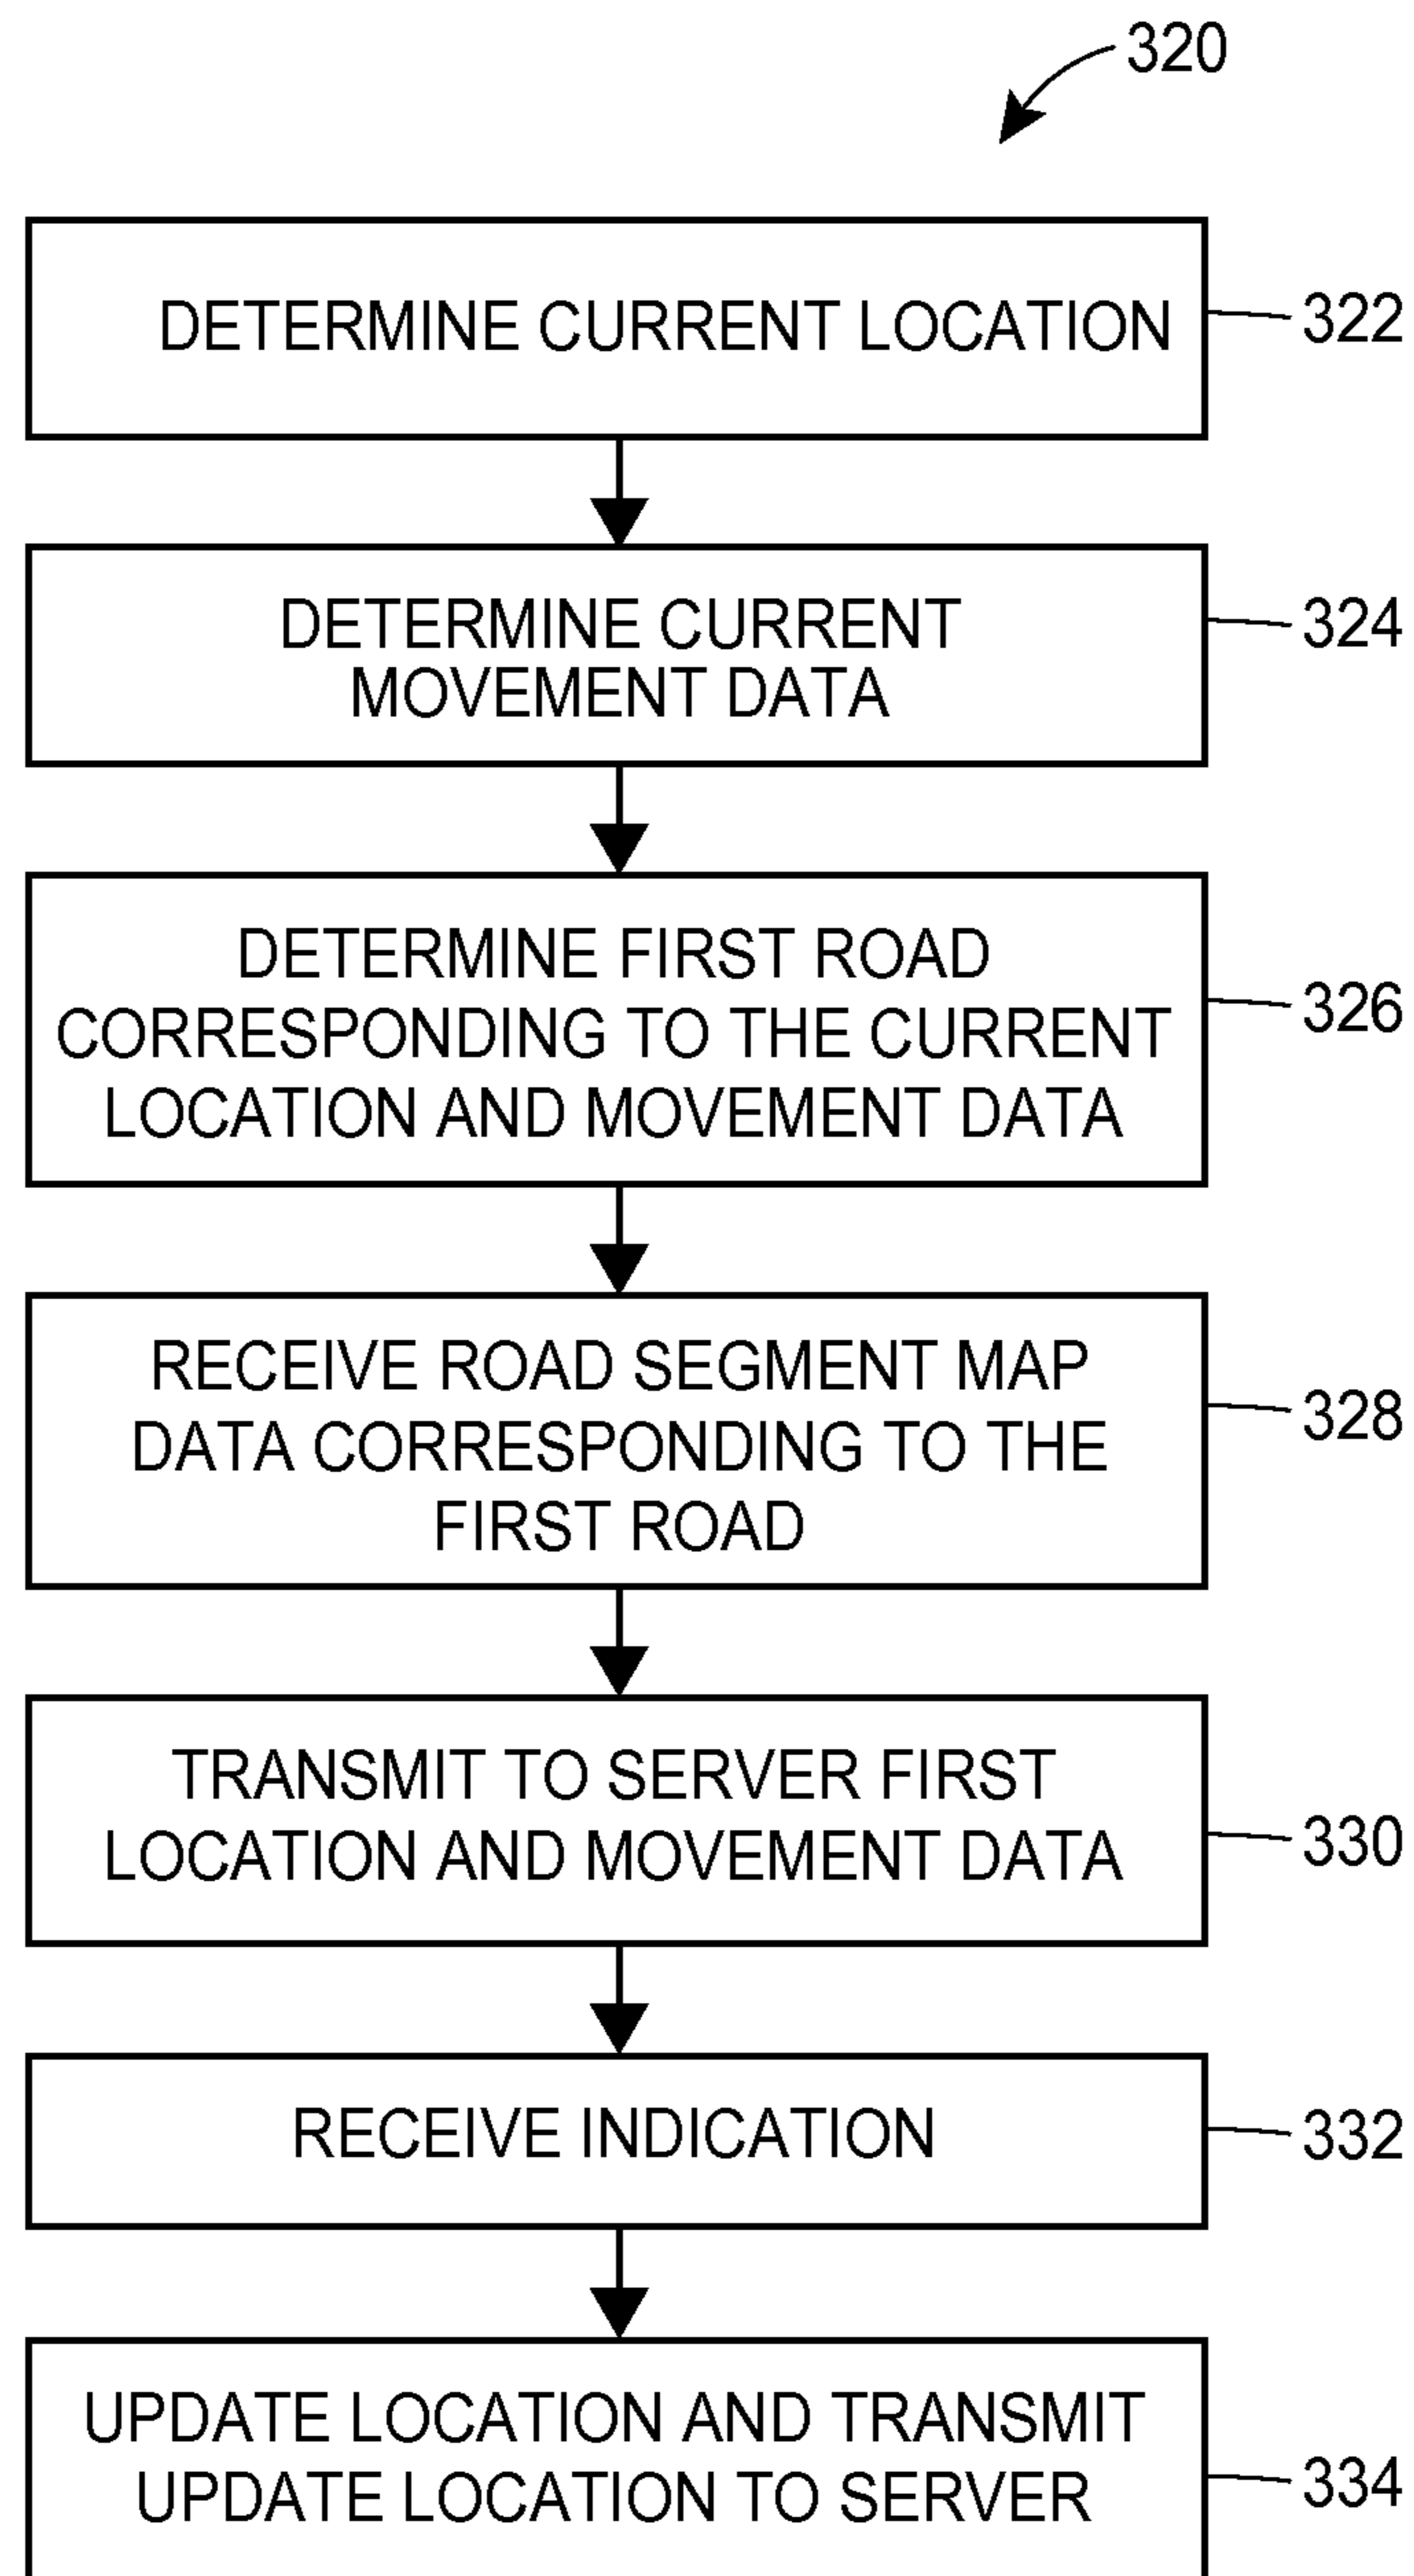 320
DETERMINE CURRENT LOCATION
322
DETERMINE CURRENT
MOVEMENT DATA
324
DETERMINE FIRST ROAD
CORRESPONDING TO THE CURRENT
LOCATION AND MOVEMENT DATA
326
RECEIVE ROAD SEGMENT MAP
DATA CORRESPONDING TO THE
FIRST ROAD
328
TRANSMIT TO SERVER FIRST
LOCATION AND MOVEMENT DATA
330
RECEIVE INDICATION
332
UPDATE LOCATION AND TRANSMIT
UPDATE LOCATION TO SERVER
334